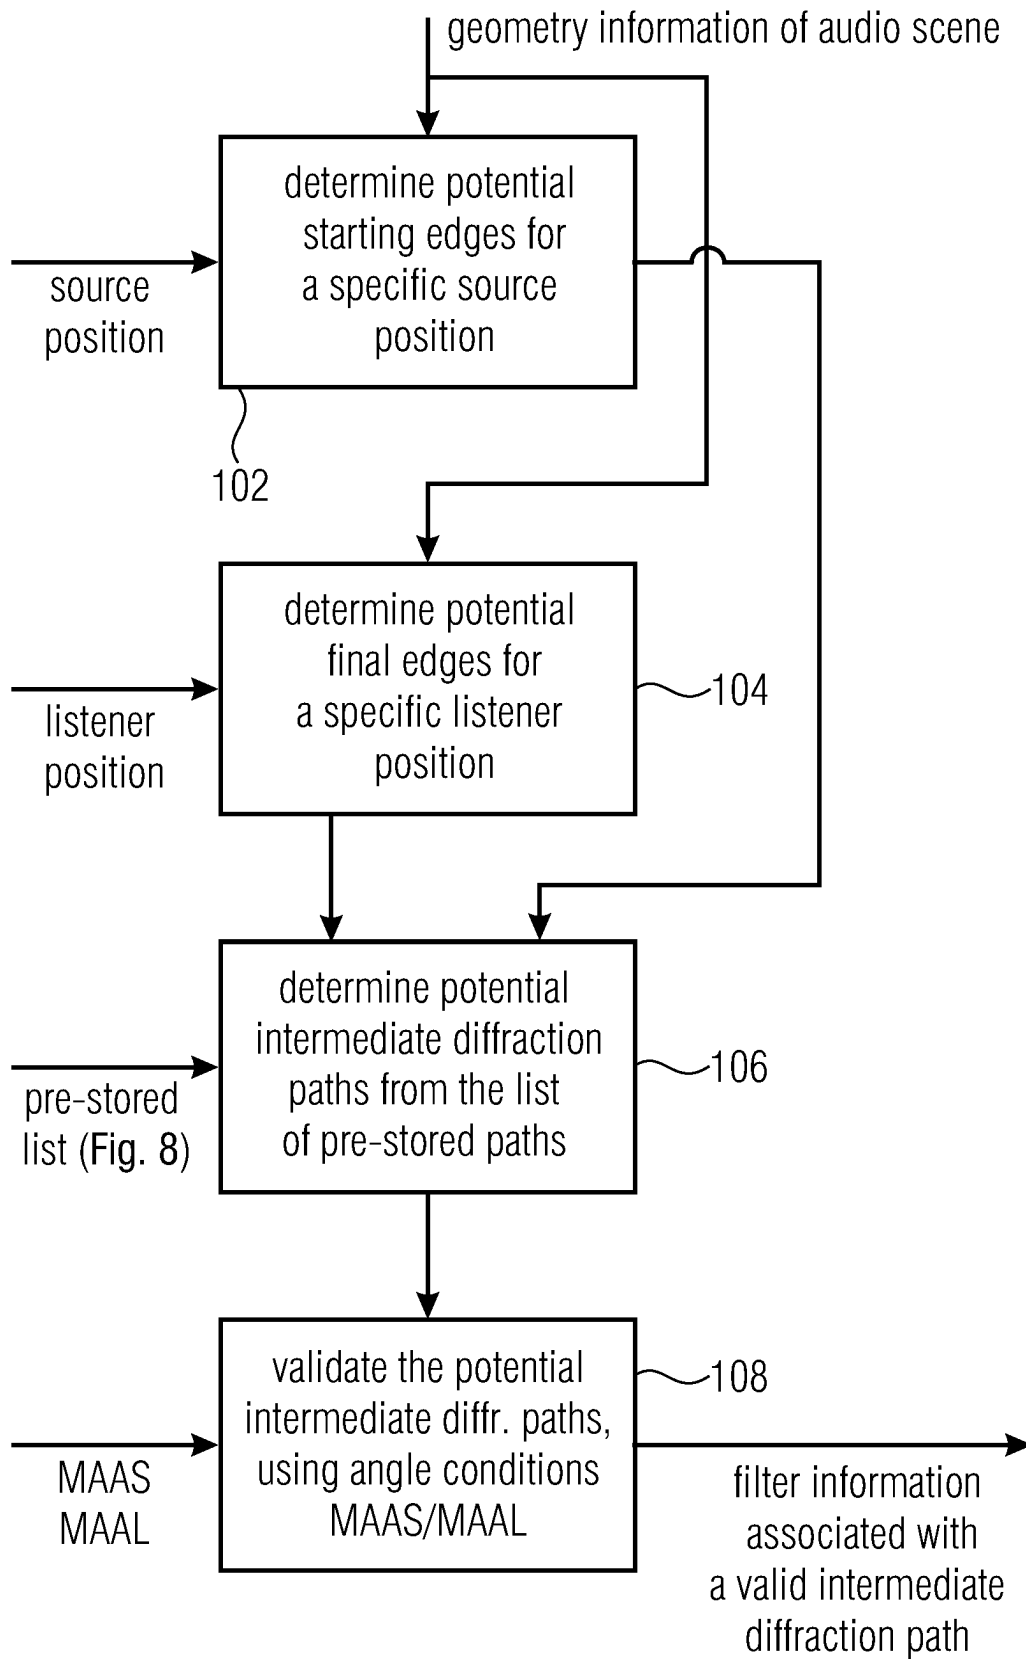 geometry information of audio scene
determine potential
starting edges for
a specific source
position
source
position
102
determine potential
final edges for
a specific listener
position
104
listener
position
determine potential
intermediate diffraction
paths from the list
of pre-stored paths
106
pre-stored
list (Fig. 8)
validate the potential
intermediate diffr. paths,
using angle conditions
MAAS/MAAL
108
MAAS
MAAL
filter information
associated with
a valid intermediate
diffraction path